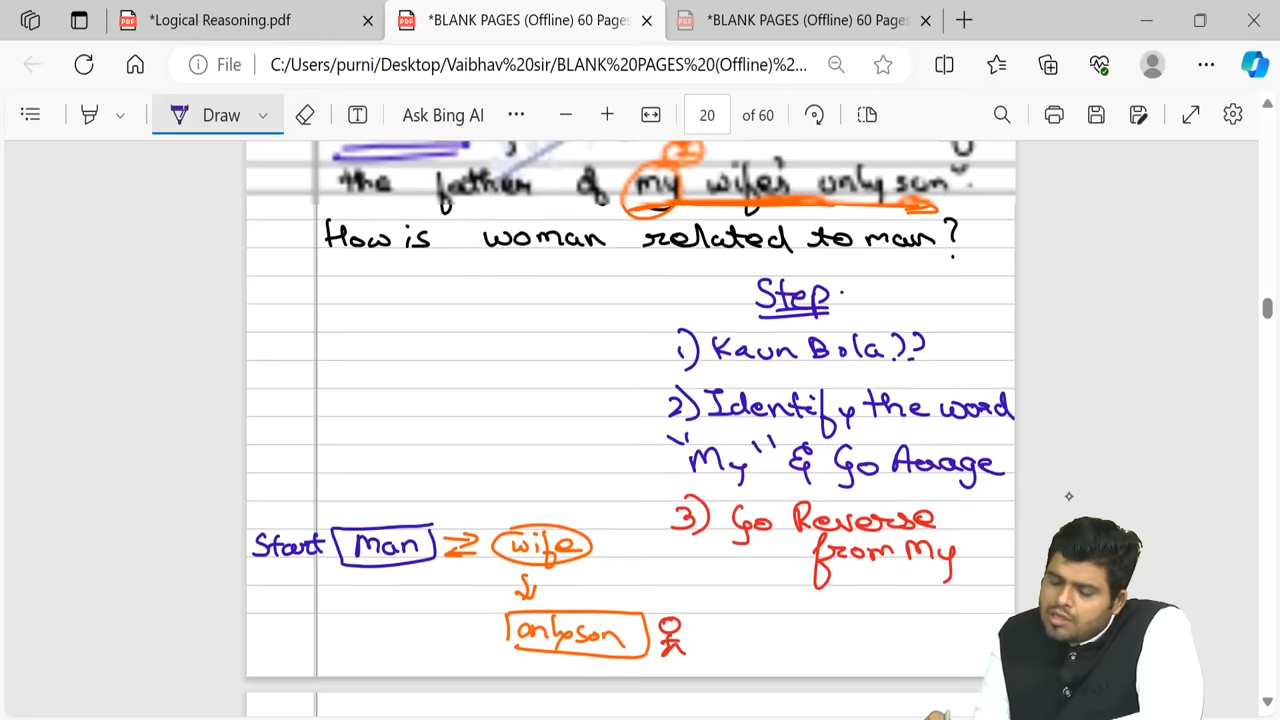 *Logical Reasoning.pdf
*BLANK PAGES (Offline) 60 Pages
*BLANK PAGES (Offline) 60 Pages
File
C:/Users/purni/Desktop/Vaibhav%20sir/BLANK%20PAGES%20(Offline)%2...
Draw
Ask Bing AI
20
of 60
the father of my wife's only son".
How is woman related to man?
Step.
1) Kaun Bola??
2) Identify the word
"My" & Go Aaage
3) Go Reverse
from My
Start Man wife
only son